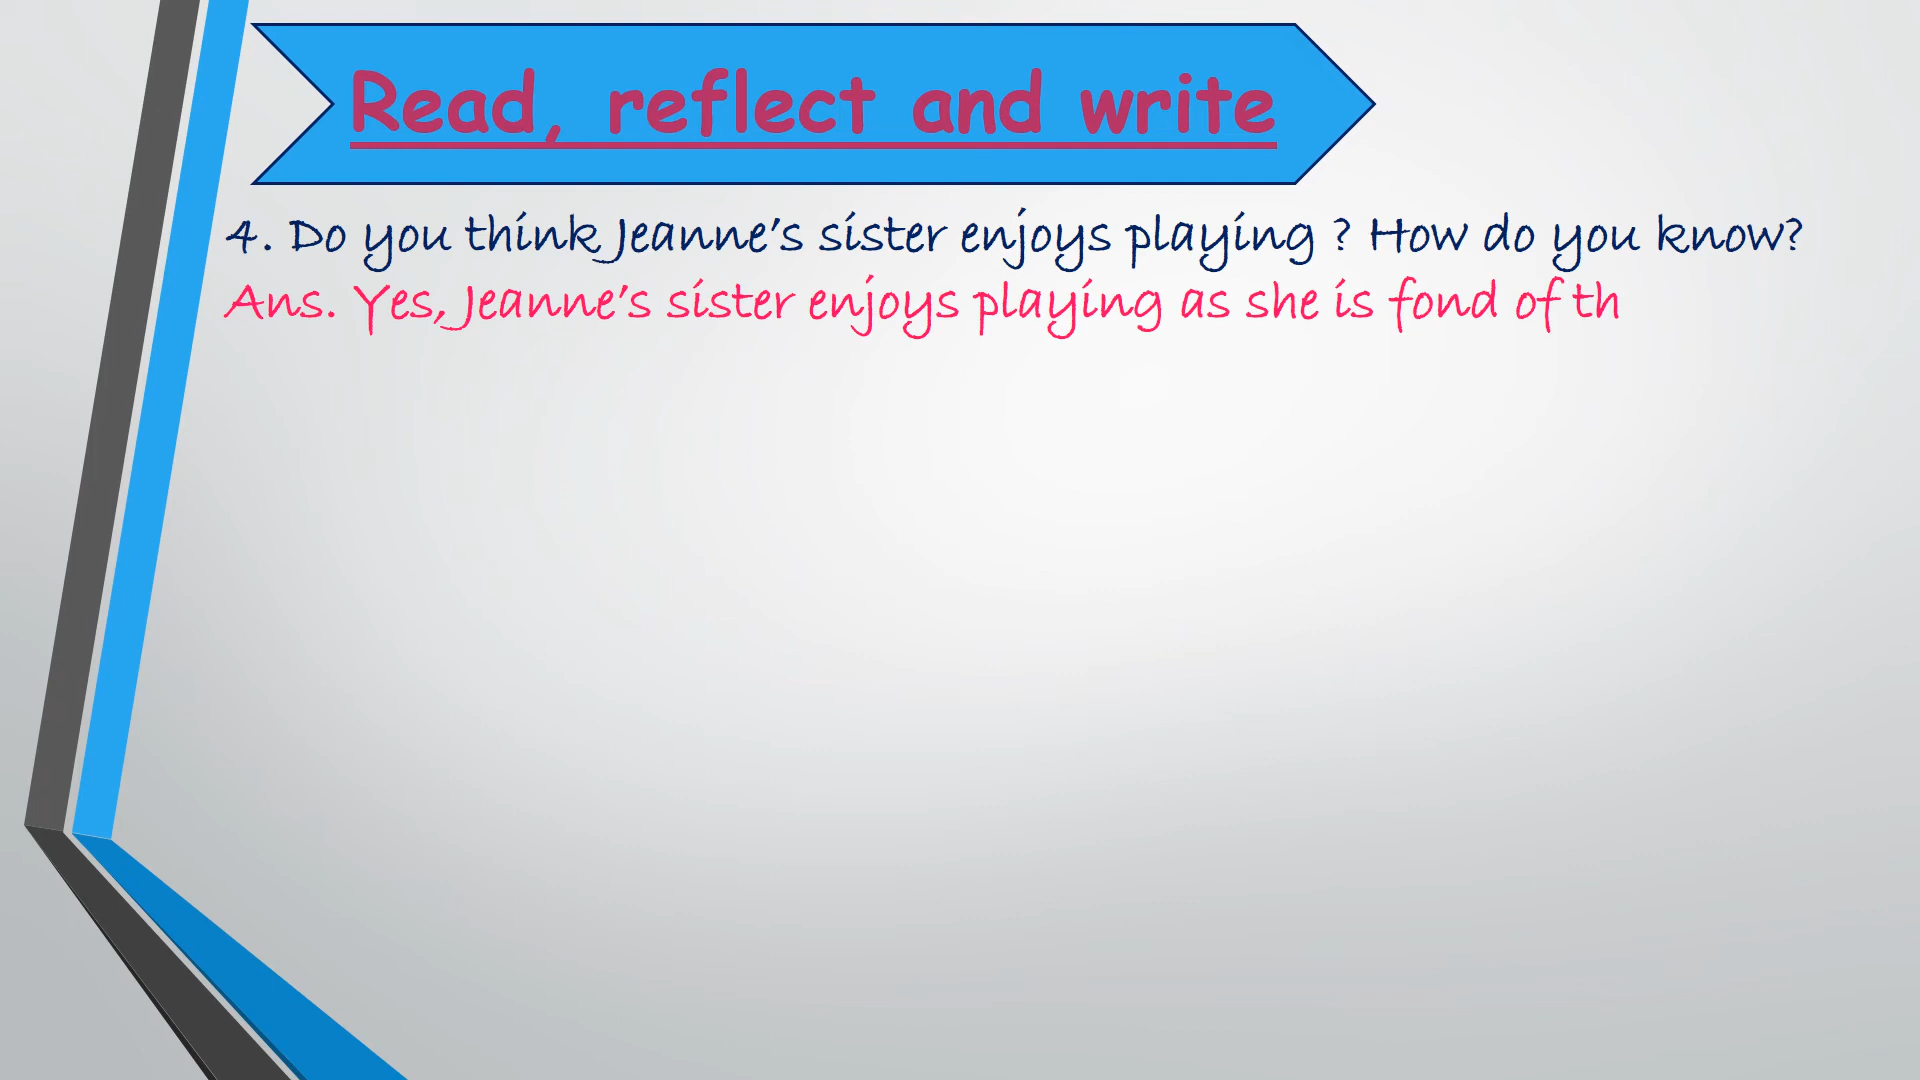 Read, reflect and write
4. Do you think Jeanne's sister enjoys playing ? How do you know?
Ans. Yes, Jeanne's sister enjoys playing as she is fond of th